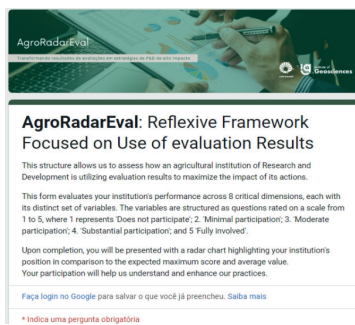 AgroRadarEval
Transformando resultados de avaliações em estratégias de P&D de alto impacto
Geosciences
AgroRadarEval: Reflexive Framework
Focused on Use of evaluation Results
This structure allows us to assess how an agricultural institution of Research and
Development is utilizing evaluation results to maximize the impact of its actions.
This form evaluates your institution's performance across 8 critical dimensions, each with
its distinct set of variables. The variables are structured as questions rated on a scale from
1 to 5, where 1 represents 'Does not participate'; 2. 'Minimal participation'; 3. 'Moderate
participation'; 4. 'Substantial participation; and 5 'Fully involved'.
Upon completion, you will be presented with a radar chart highlighting your institution's
position in comparison to the expected maximum score and average value.
Your participation will help us understand and enhance our practices.
Faça login no Google para salvar o que você já preencheu. Saiba mais
* Indica uma pergunta obrigatória